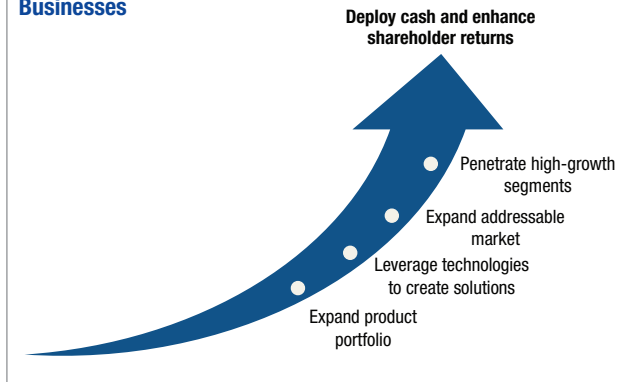 Businesses
Deploy cash and enhance
shareholder returns
Penetrate high-growth
segments
Expand addressable
market
Leverage technologies
to create solutions
Expand product
portfolio